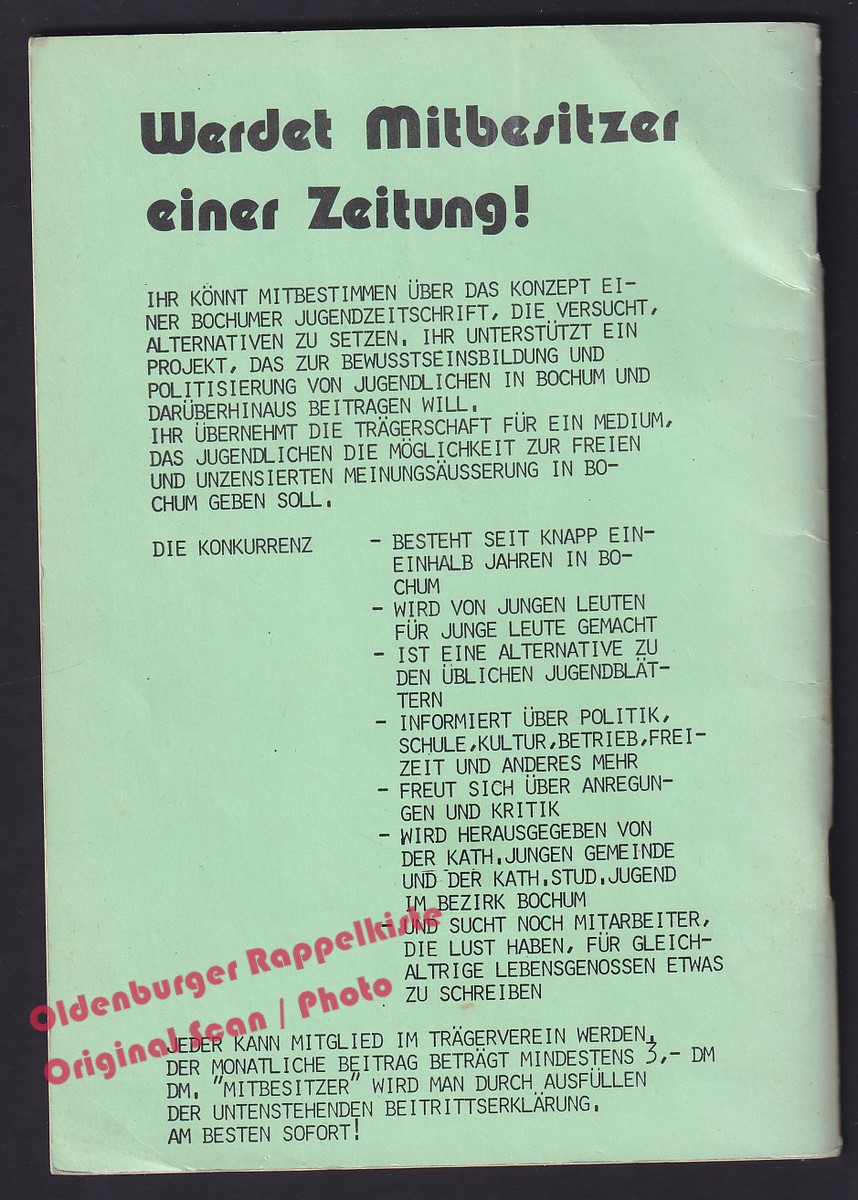 Werdet Mitbesitzer
einer Zeitung!
IHR KÖNNT MITBESTIMMEN ÜBER DAS KONZEPT EI-
NER BOCHUMER JUGENDZEITSCHRIFT, DIE VERSUCHT,
ALTERNATIVEN ZU SETZEN. IHR UNTERSTÜTZT EIN
PROJEKT, DAS ZUR BEWUSSTSEINSBILDUNG UND
POLITISIERUNG VON JUGENDLICHEN IN BOCHUM UND
DARÜBERHINAUS BEITRAGEN WILL.
IHR ÜBERNEHMT DIE TRÄGERSCHAFT FÜR EIN MEDIUM,
DAS JUGENDLICHEN DIE MÖGLICHKEIT ZUR FREIEN
UND UNZENSIERTEN MEINUNGSÄUSSERUNG IN BO-
CHUM GEBEN SOLL.
DIE KONKURRENZ - BESTEHT SEIT KNAPP EIN-
EINHALB JAHREN IN BO-
CHUM
- WIRD VON JUNGEN LEUTEN
FÜR JUNGE LEUTE GEMACHT
- IST EINE ALTERNATIVE ZU
DEN ÜBLICHEN JUGENDBLÄT-
TERN
- INFORMIERT ÜBER POLITIK,
SCHULE,KULTUR,BETRIEB,FREI-
ZEIT UND ANDERES MEHR
- FREUT SICH ÜBER ANREGUN-
GEN UND KRITIK
- WIRD HERAUSGEGEBEN VON
DER KATH.JUNGEN GEMEINDE
UND DER KATH.STUD.JUGEND
IM BEZIRK BOCHUM
- UND SUCHT NOCH MITARBEITER,
DIE LUST HABEN, FÜR GLEICH-
ALTRIGE LEBENSGENOSSEN ETWAS
ZU SCHREIBEN
Oldenburger Rappelkiste
Original Scan / Photo
JEDER KANN MITGLIED IM TRÄGERVEREIN WERDEN.
DER MONATLICHE BEITRAG BETRÄGT MINDESTENS 3,- DM
DM. "MITBESITZER" WIRD MAN DURCH AUSFÜLLEN
DER UNTENSTEHENDEN BEITRITTSERKLÄRUNG.
AM BESTEN SOFORT!